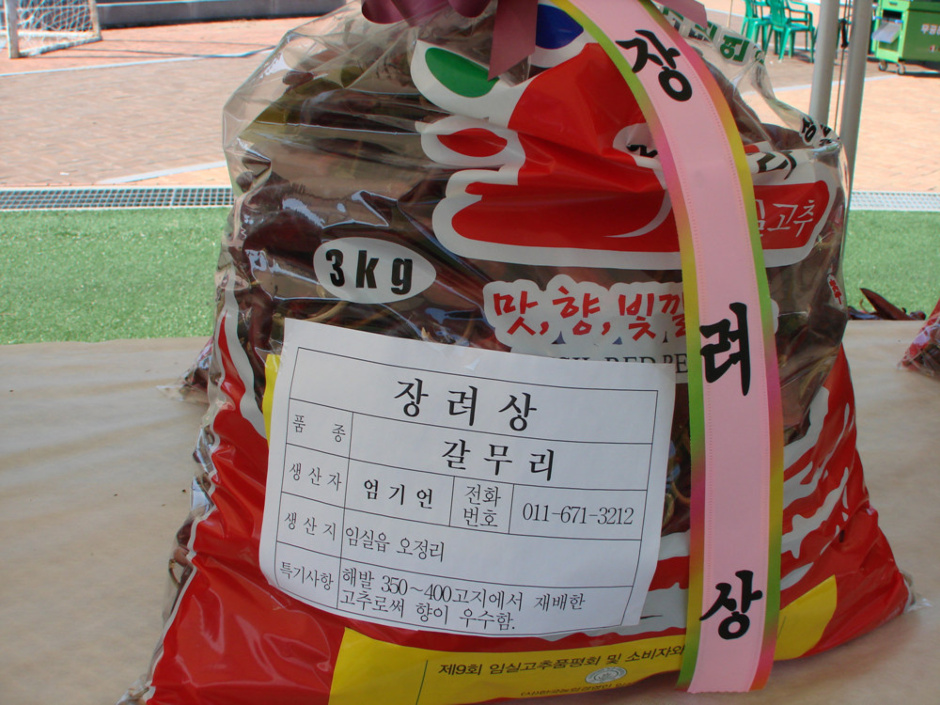 장려상
3kg
고추
맛, 향, 빛깔
장려상
품종 갈무리
생산자 엄기언 전화번호 011-671-3212
생산지 임실읍 오정리
특기사항 해발 350~400고지에서 재배한
고추로써 향이 우수함.
제9회 임실고추품평회 및 소비자와